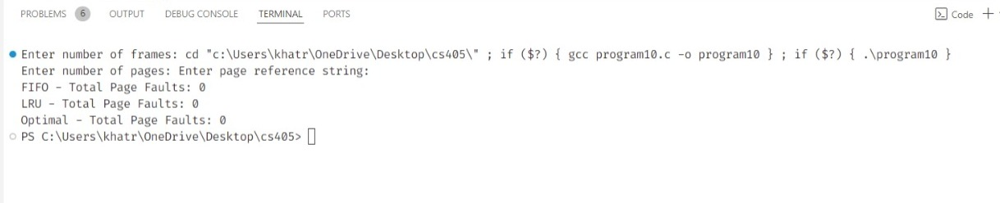 PROBLEMS 6 OUTPUT DEBUG CONSOLE TERMINAL PORTS Code +
Enter number of frames: cd "c:\Users\khatr\OneDrive\Desktop\cs405\" ; if ($?) { gcc program10.c -o program10 } ; if ($?) { .\program10 }
Enter number of pages: Enter page reference string:
FIFO - Total Page Faults: 0
LRU - Total Page Faults: 0
Optimal - Total Page Faults: 0
PS C:\Users\khatr\OneDrive\Desktop\cs405>